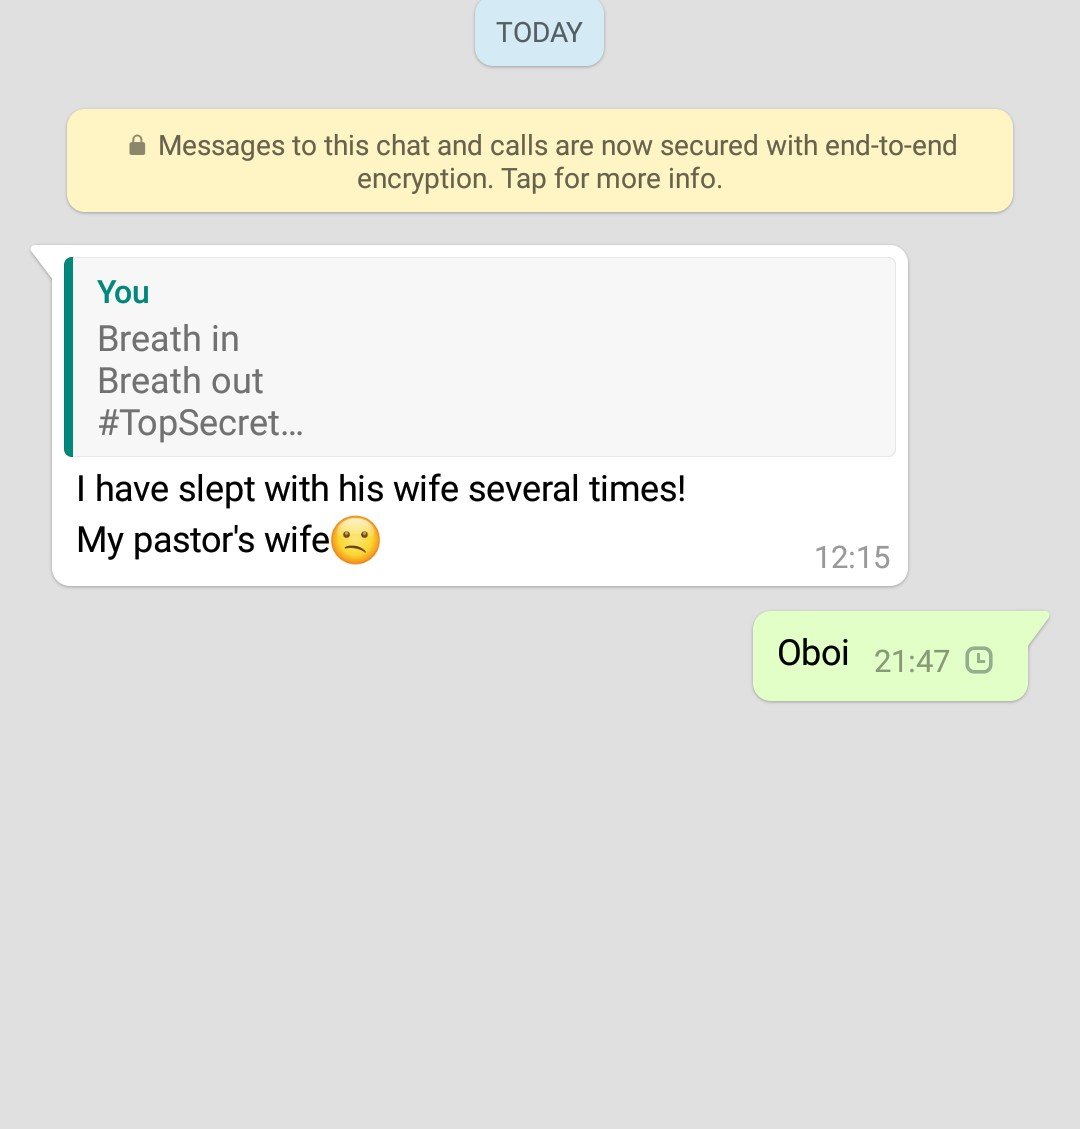 TODAY
Messages to this chat and calls are now secured with end-to-end
encryption. Tap for more info.
You
Breath in
Breath out
#TopSecret...
I have slept with his wife several times!
My pastor's wife🙁
12:15
Oboi 21:47